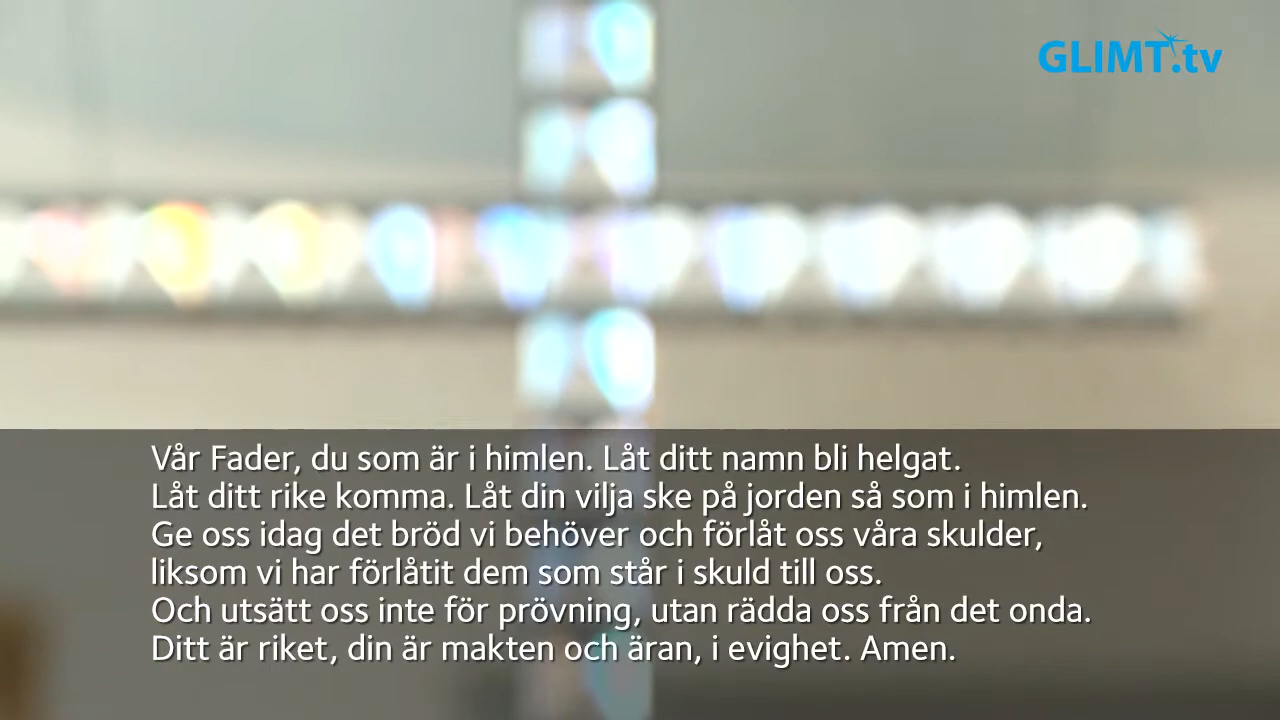 GLIMT.tv
Vår Fader, du som är i himlen. Låt ditt namn bli helgat.
Låt ditt rike komma. Låt din vilja ske på jorden så som i himlen.
Ge oss idag det bröd vi behöver och förlåt oss våra skulder,
liksom vi har förlåtit dem som står i skuld till oss.
Och utsätt oss inte för prövning, utan rädda oss från det onda.
Ditt är riket, din är makten och äran, i evighet. Amen.